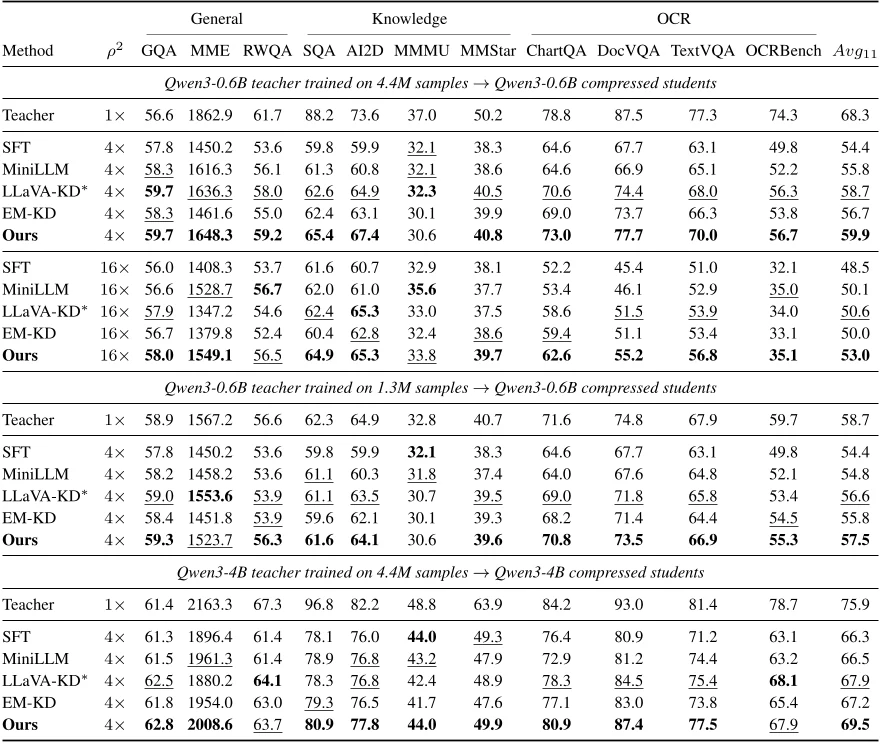 General Knowledge OCR
Method ρ² GQA MME RWQA SQA AI2D MMMU MMStar ChartQA DocVQA TextVQA OCRBench Avg₁₁
Qwen3-0.6B teacher trained on 4.4M samples → Qwen3-0.6B compressed students
Teacher 1× 56.6 1862.9 61.7 88.2 73.6 37.0 50.2 78.8 87.5 77.3 74.3 68.3
SFT 4× 57.8 1450.2 53.6 59.8 59.9 32.1 38.3 64.6 67.7 63.1 49.8 54.4
MiniLLM 4× 58.3 1616.3 56.1 61.3 60.8 32.1 38.6 64.6 66.9 65.1 52.2 55.8
LLaVA-KD* 4× 59.7 1636.3 58.0 62.6 64.9 32.3 40.5 70.6 74.4 68.0 56.3 58.7
EM-KD 4× 58.3 1461.6 55.0 62.4 63.1 30.1 39.9 69.0 73.7 66.3 53.8 56.7
Ours 4× 59.7 1648.3 59.2 65.4 67.4 30.6 40.8 73.0 77.7 70.0 56.7 59.9
SFT 16× 56.0 1408.3 53.7 61.6 60.7 32.9 38.1 52.2 45.4 51.0 32.1 48.5
MiniLLM 16× 56.6 1528.7 56.7 62.0 61.0 35.6 37.7 53.4 46.1 52.9 35.0 50.1
LLaVA-KD* 16× 57.9 1347.2 54.6 62.4 65.3 33.0 37.5 58.6 51.5 53.9 34.0 50.6
EM-KD 16× 56.7 1379.8 52.4 60.4 62.8 32.4 38.6 59.4 51.1 53.4 33.1 50.0
Ours 16× 58.0 1549.1 56.5 64.9 65.3 33.8 39.7 62.6 55.2 56.8 35.1 53.0
Qwen3-0.6B teacher trained on 1.3M samples → Qwen3-0.6B compressed students
Teacher 1× 58.9 1567.2 56.6 62.3 64.9 32.8 40.7 71.6 74.8 67.9 59.7 58.7
SFT 4× 57.8 1450.2 53.6 59.8 59.9 32.1 38.3 64.6 67.7 63.1 49.8 54.4
MiniLLM 4× 58.2 1458.2 53.6 61.1 60.3 31.8 37.4 64.0 67.6 64.8 52.1 54.8
LLaVA-KD* 4× 59.0 1553.6 53.9 61.1 63.5 30.7 39.5 69.0 71.8 65.8 53.4 56.6
EM-KD 4× 58.4 1451.8 53.9 59.6 62.1 30.1 39.3 68.2 71.4 64.4 54.5 55.8
Ours 4× 59.3 1523.7 56.3 61.6 64.1 30.6 39.6 70.8 73.5 66.9 55.3 57.5
Qwen3-4B teacher trained on 4.4M samples → Qwen3-4B compressed students
Teacher 1× 61.4 2163.3 67.3 96.8 82.2 48.8 63.9 84.2 93.0 81.4 78.7 75.9
SFT 4× 61.3 1896.4 61.4 78.1 76.0 44.0 49.3 76.4 80.9 71.2 63.1 66.3
MiniLLM 4× 61.5 1961.3 61.4 78.9 76.8 43.2 47.9 72.9 81.2 74.4 63.2 66.5
LLaVA-KD* 4× 62.5 1880.2 64.1 78.3 76.8 42.4 48.9 78.3 84.5 75.4 68.1 67.9
EM-KD 4× 61.8 1954.0 63.0 79.3 76.5 41.7 47.6 77.1 83.0 73.8 65.4 67.2
Ours 4× 62.8 2008.6 63.7 80.9 77.8 44.0 49.9 80.9 87.4 77.5 67.9 69.5